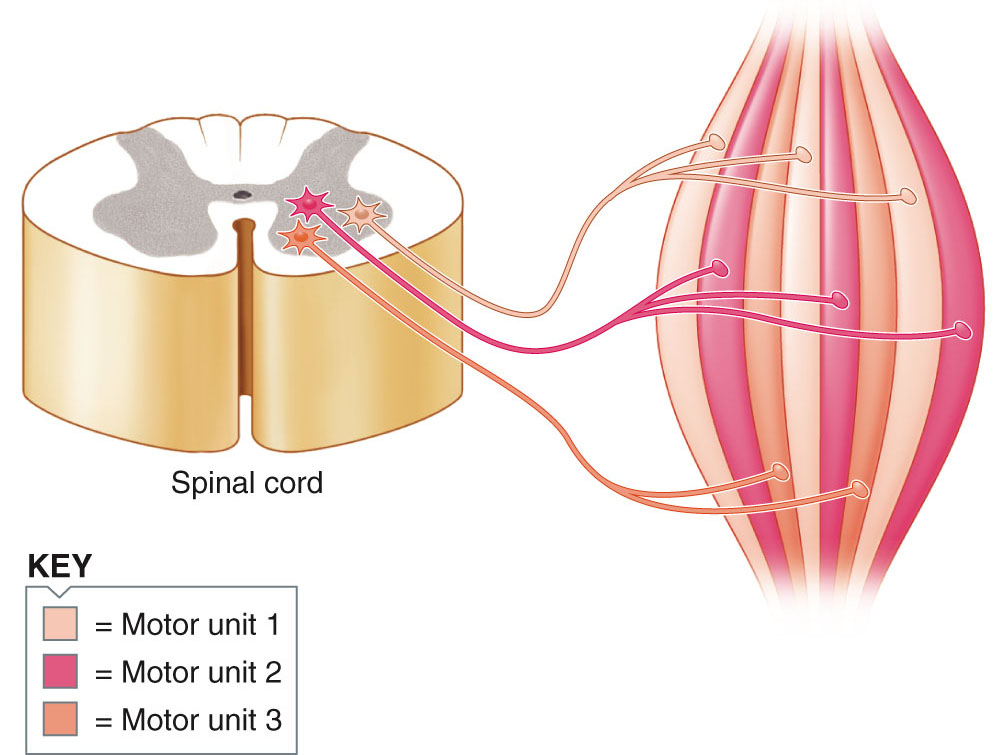 Spinal cord
KEY
= Motor unit 1
= Motor unit 2
= Motor unit 3